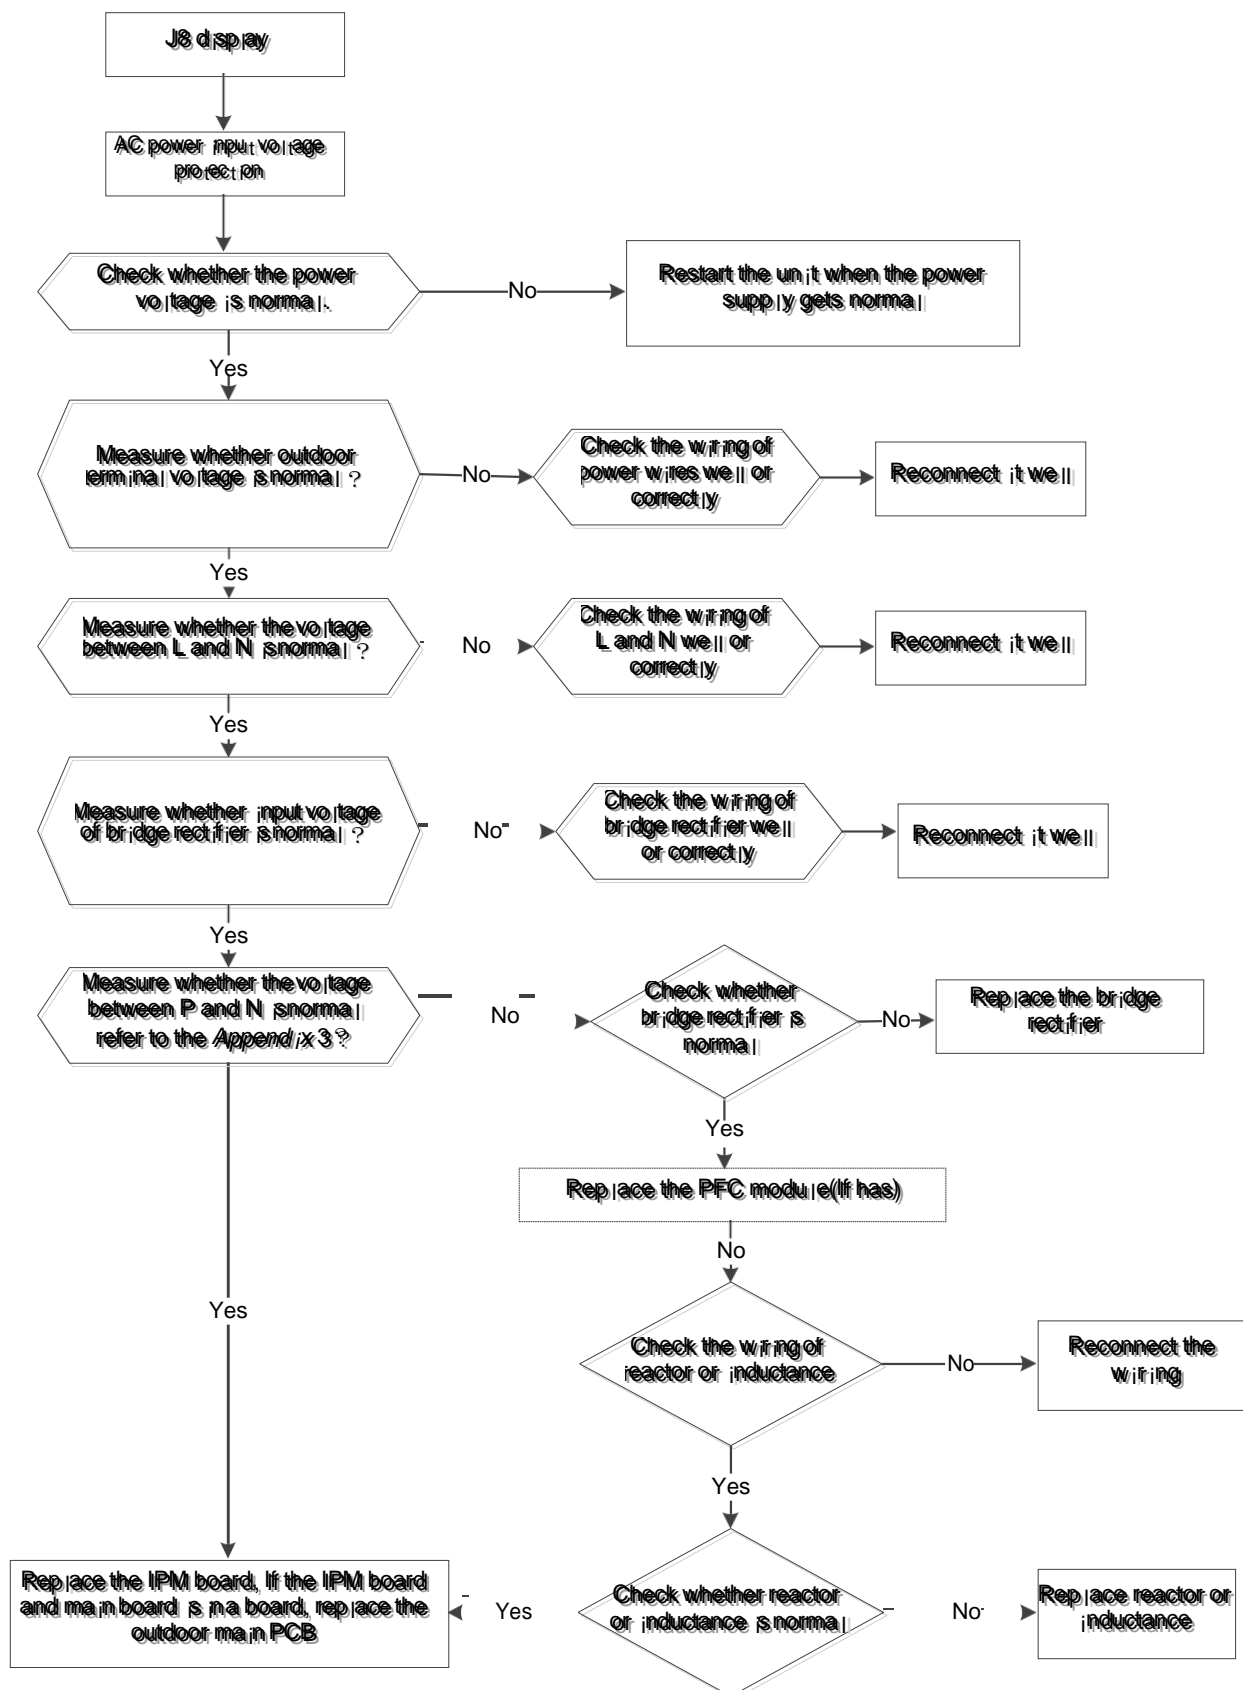 J8 display
AC power input voltage
protection
Check whether the power
voltage is normal.
No
Restart the unit when the power
supply gets normal
Yes
Measure whether outdoor
terminal voltage is normal ?
No
Check the wiring of
power wires well or
correctly
Reconnect it well
Yes
Measure whether the voltage
between L and N is normal ?
No
Check the wiring of
L and N well or
correctly
Reconnect it well
Yes
Measure whether input voltage
of bridge rectifier is normal ?
No
Check the wiring of
bridge rectifier well
or correctly
Reconnect it well
Yes
Measure whether the voltage
between P and N is normal
refer to the Appendix 3 ?
No
Check whether
bridge rectifier is
normal
No
Replace the bridge
rectifier
Yes
Replace the PFC module(If has)
No
Check the wiring of
reactor or inductance
No
Reconnect the
wiring
Yes
Yes
Check whether reactor
or inductance is normal
No
Replace reactor or
inductance
Yes
Replace the IPM board, If the IPM board
and main board is in a board, replace the
outdoor main PCB